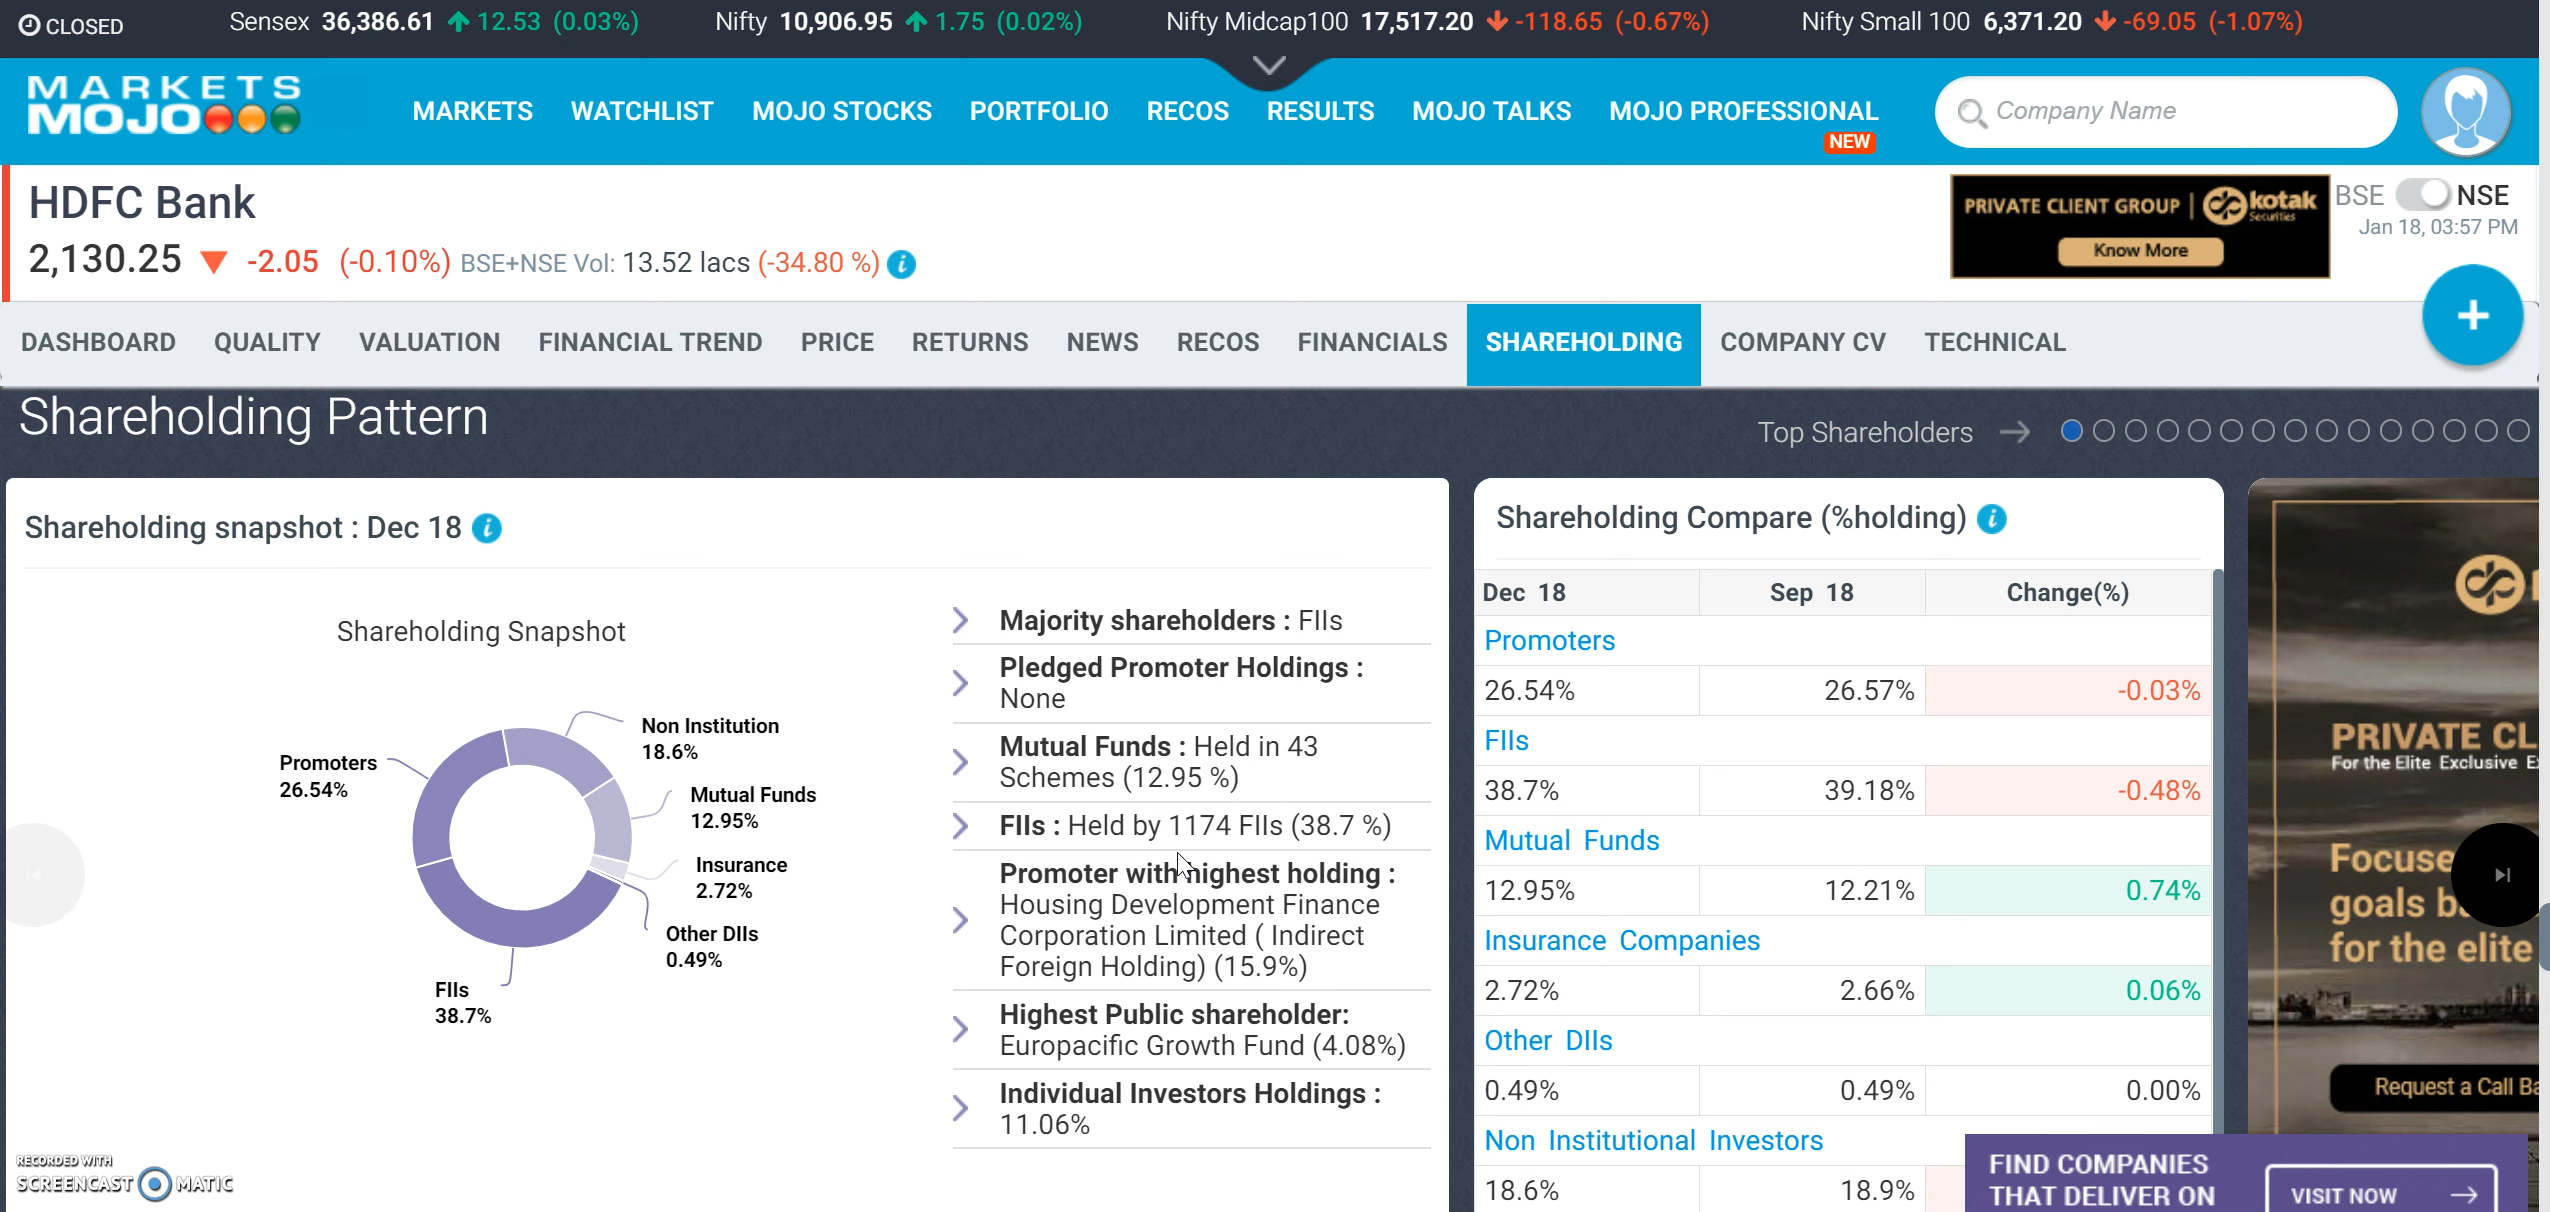 CLOSED
Sensex 36,386.61 12.53 (0.03%) Nifty 10,906.95 1.75 (0.02%) Nifty Midcap100 17,517.20 -118.65 (-0.67%) Nifty Small 100 6,371.20 -69.05 (-1.07%)
MARKETS
MOJO
MARKETS WATCHLIST MOJO STOCKS PORTFOLIO RECOS RESULTS MOJO TALKS MOJO PROFESSIONAL
NEW
Company Name
HDFC Bank
2,130.25 -2.05 (-0.10%) BSE+NSE Vol: 13.52 lacs (-34.80 %)
PRIVATE CLIENT GROUP | kotak
Securities
Know More
BSE NSE
Jan 18, 03:57 PM
DASHBOARD QUALITY VALUATION FINANCIAL TREND PRICE RETURNS NEWS RECOS FINANCIALS SHAREHOLDING COMPANY CV TECHNICAL
Shareholding Pattern
Top Shareholders
Shareholding snapshot : Dec 18
Shareholding Snapshot
Non Institution
18.6%
Promoters
26.54%
Mutual Funds
12.95%
Insurance
2.72%
Other DIIs
0.49%
FIIs
38.7%
Majority shareholders : FIIs
Pledged Promoter Holdings :
None
Mutual Funds : Held in 43
Schemes (12.95 %)
FIIs : Held by 1174 FIIs (38.7 %)
Promoter with highest holding :
Housing Development Finance
Corporation Limited ( Indirect
Foreign Holding) (15.9%)
Highest Public shareholder:
Europacific Growth Fund (4.08%)
Individual Investors Holdings :
11.06%
Shareholding Compare (%holding)
Dec 18 Sep 18 Change(%)
Promoters
26.54% 26.57% -0.03%
FIIs
38.7% 39.18% -0.48%
Mutual Funds
12.95% 12.21% 0.74%
Insurance Companies
2.72% 2.66% 0.06%
Other DIIs
0.49% 0.49% 0.00%
Non Institutional Investors
18.6% 18.9%
PRIVATE CL
For the Elite Exclusive E
Focuse
goals b
for the elite
Request a Call Ba
FIND COMPANIES
THAT DELIVER ON
VISIT NOW
RECORDED WITH
SCREENCAST MATIC